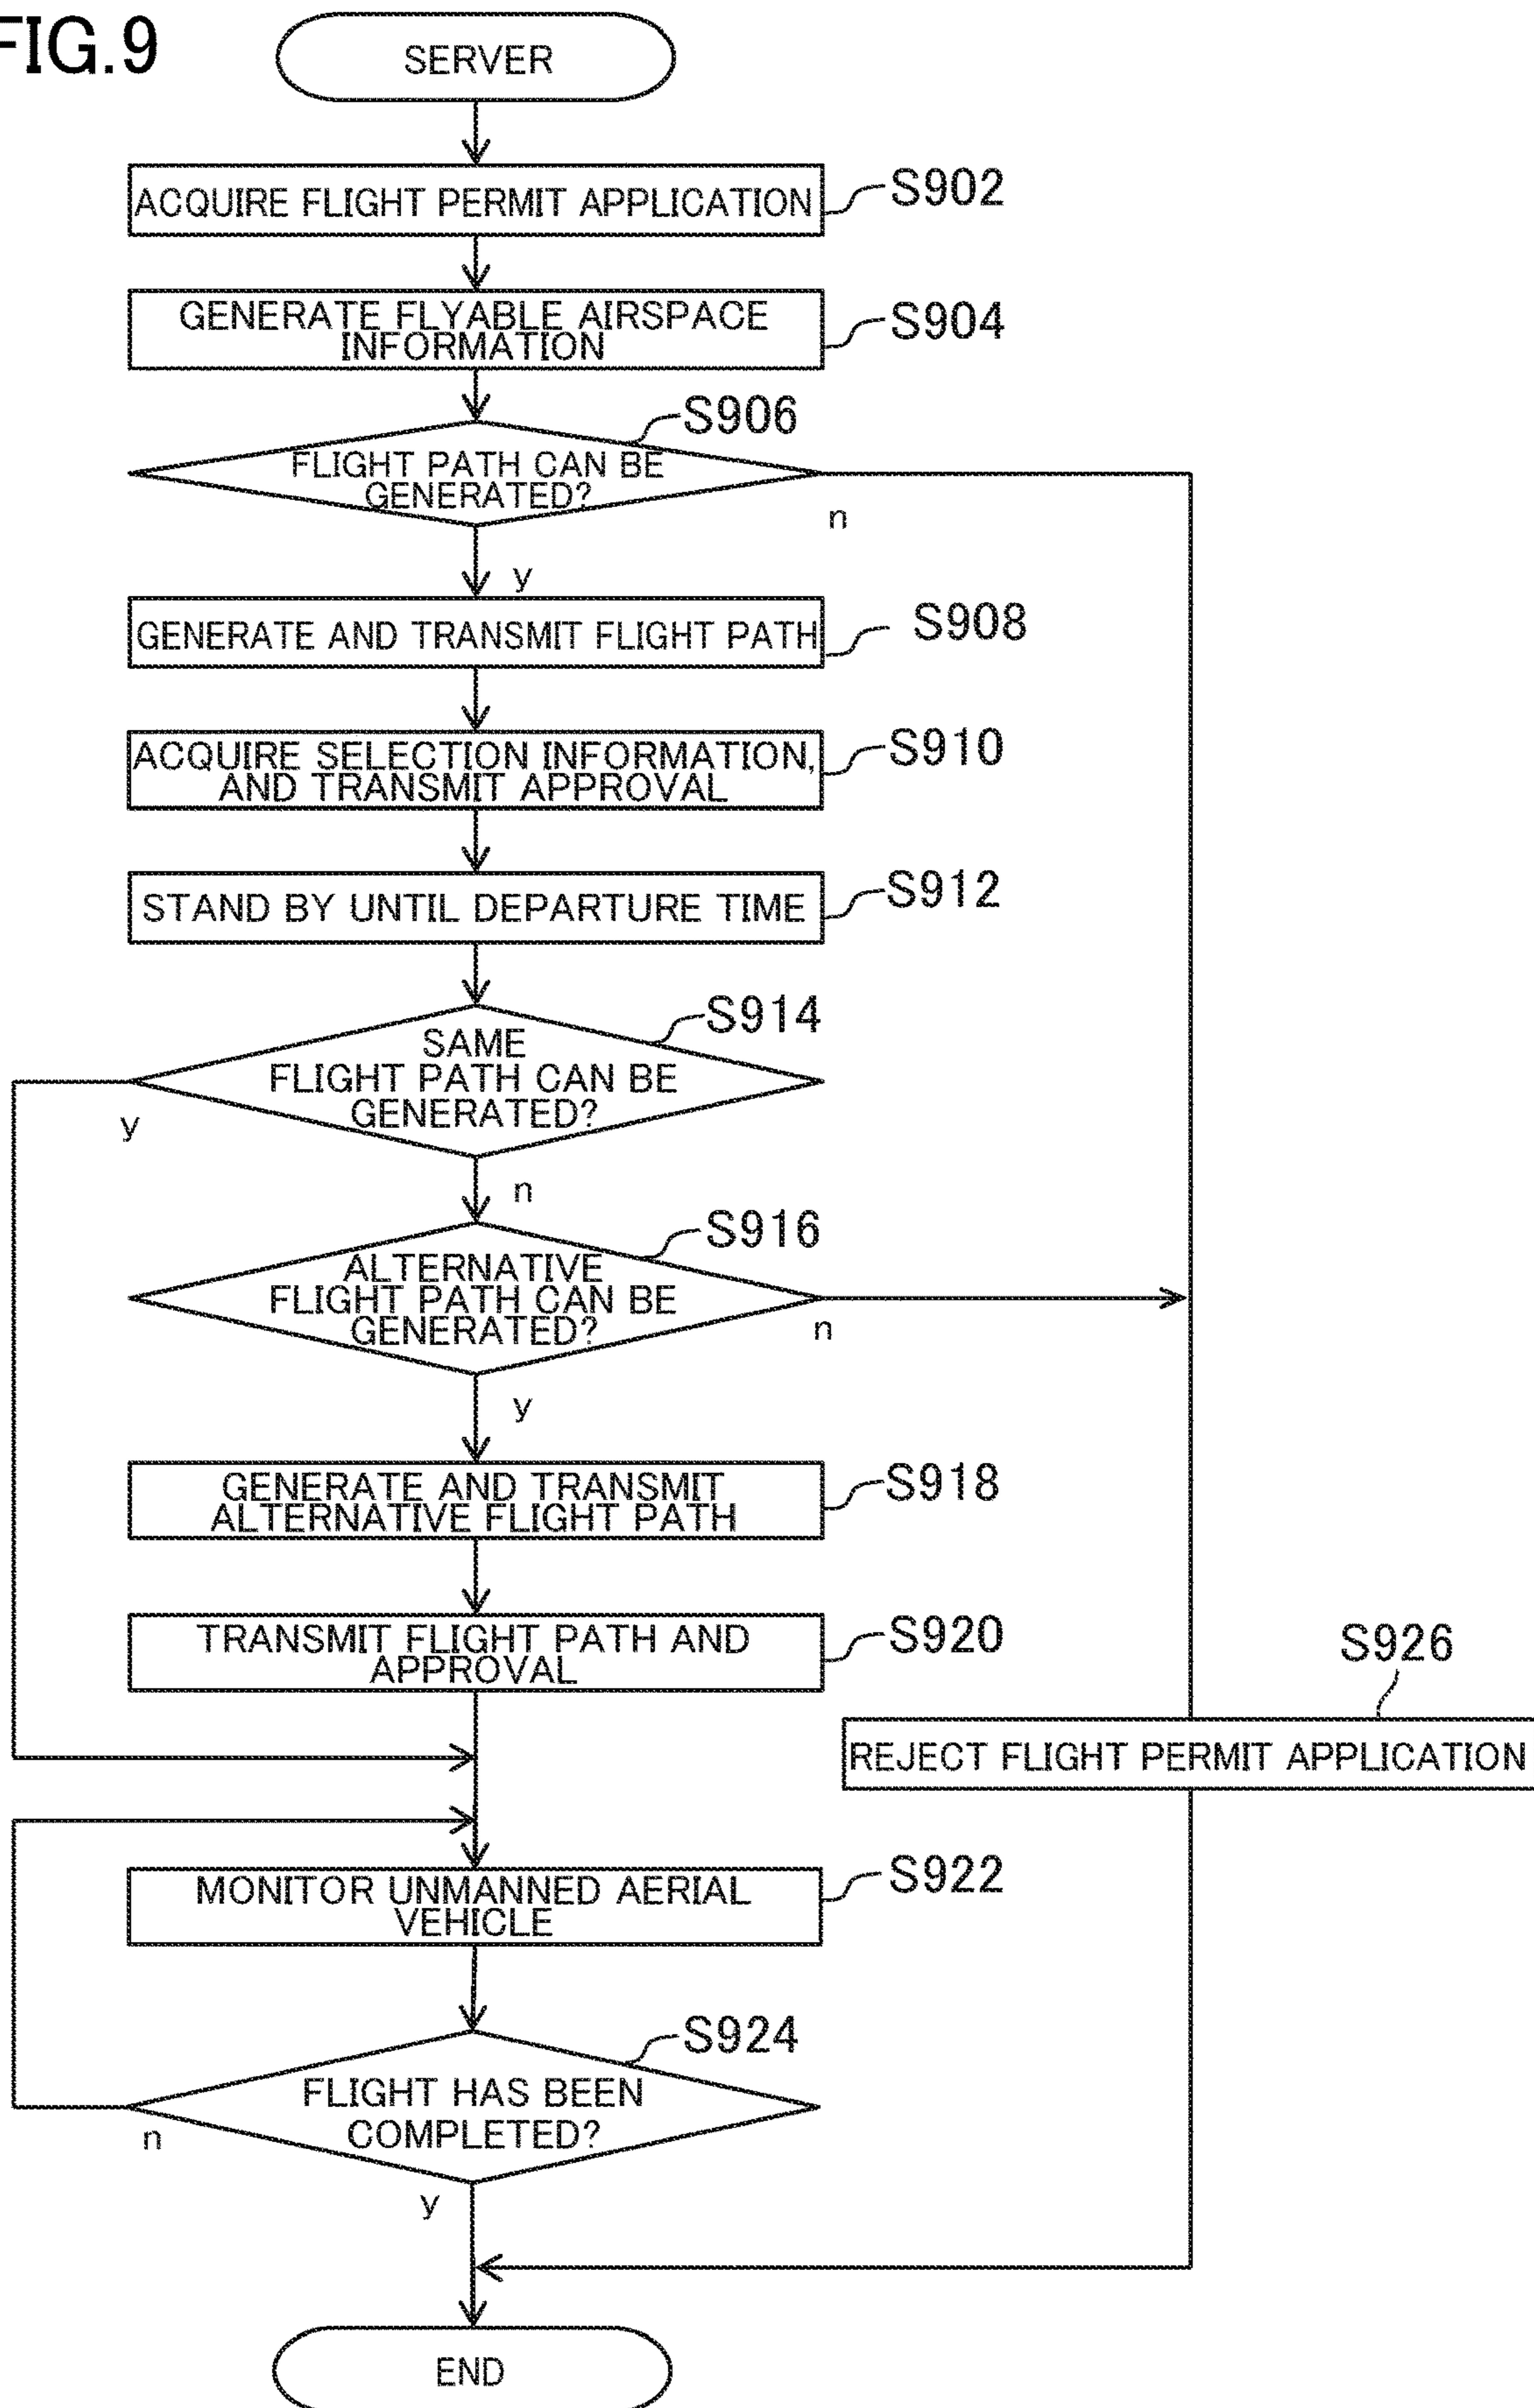 FIG.9
SERVER
ACQUIRE FLIGHT PERMIT APPLICATION
S902
GENERATE FLYABLE AIRSPACE
INFORMATION
S904
S906
FLIGHT PATH CAN BE
GENERATED?
n
y
GENERATE AND TRANSMIT FLIGHT PATH
S908
ACQUIRE SELECTION INFORMATION,
AND TRANSMIT APPROVAL
S910
STAND BY UNTIL DEPARTURE TIME
S912
S914
SAME
FLIGHT PATH CAN BE
GENERATED?
y
n
S916
ALTERNATIVE
FLIGHT PATH CAN BE
GENERATED?
n
y
GENERATE AND TRANSMIT
ALTERNATIVE FLIGHT PATH
S918
TRANSMIT FLIGHT PATH AND
APPROVAL
S920
S926
REJECT FLIGHT PERMIT APPLICATION
MONITOR UNMANNED AERIAL
VEHICLE
S922
S924
FLIGHT HAS BEEN
COMPLETED?
n
y
END